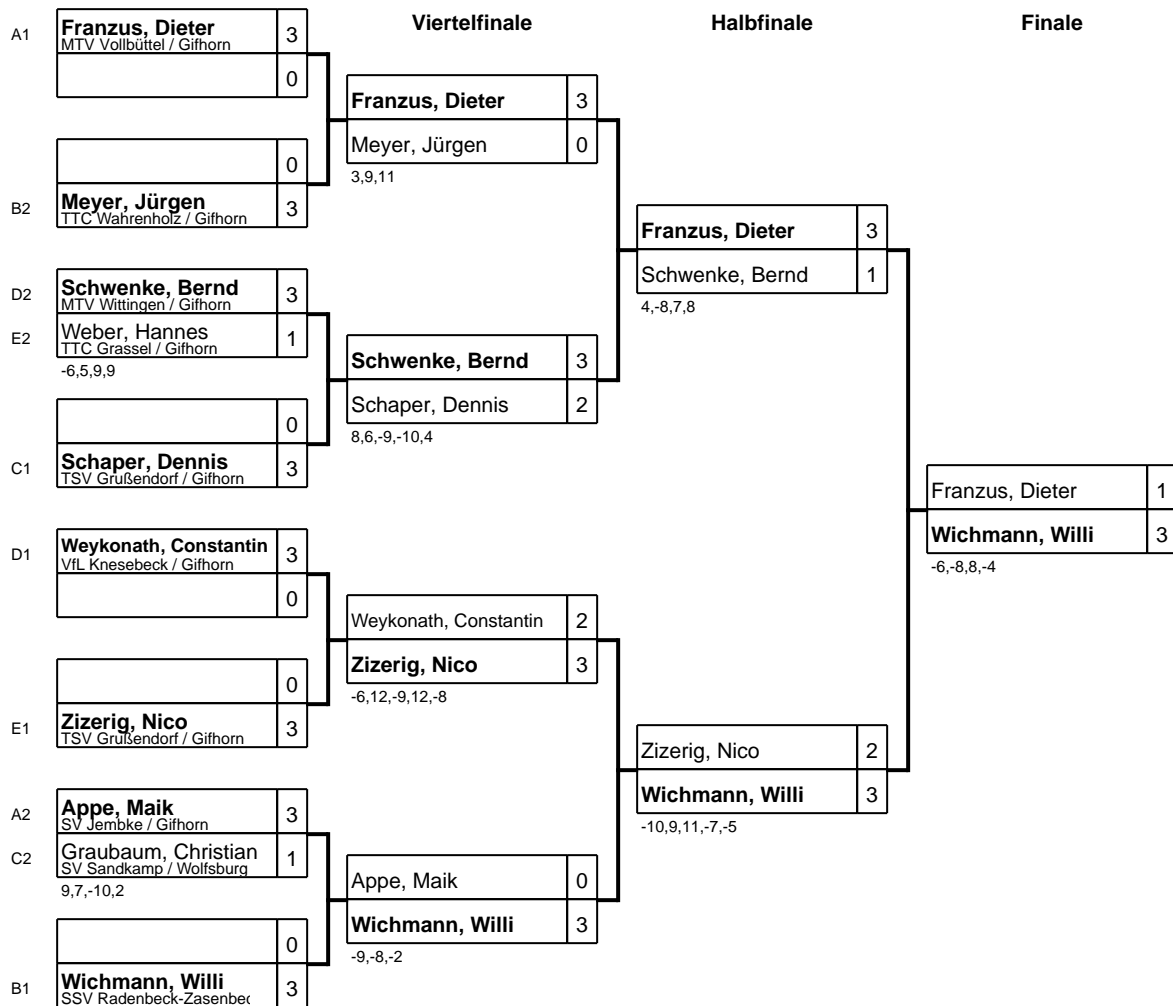 Viertelfinale
Halbfinale
Finale
A1
Franzus, Dieter
MTV Vollbüttel / Gifhorn
3
0
0
B2
Meyer, Jürgen
TTC Wahrenholz / Gifhorn
3
D2
Schwenke, Bernd
MTV Wittingen / Gifhorn
3
E2
Weber, Hannes
TTC Grassel / Gifhorn
1
-6,5,9,9
0
C1
Schaper, Dennis
TSV Grußendorf / Gifhorn
3
D1
Weykonath, Constantin
VfL Knesebeck / Gifhorn
3
0
0
E1
Zizerig, Nico
TSV Grußendorf / Gifhorn
3
A2
Appe, Maik
SV Jembke / Gifhorn
3
C2
Graubaum, Christian
SV Sandkamp / Wolfsburg
1
9,7,-10,2
0
B1
Wichmann, Willi
SSV Radenbeck-Zasenbec
3
Franzus, Dieter
3
Meyer, Jürgen
0
3,9,11
Schwenke, Bernd
3
Schaper, Dennis
2
8,6,-9,-10,4
Weykonath, Constantin
2
Zizerig, Nico
3
-6,12,-9,12,-8
Appe, Maik
0
Wichmann, Willi
3
-9,-8,-2
Franzus, Dieter
3
Schwenke, Bernd
1
4,-8,7,8
Zizerig, Nico
2
Wichmann, Willi
3
-10,9,11,-7,-5
Franzus, Dieter
1
Wichmann, Willi
3
-6,-8,8,-4